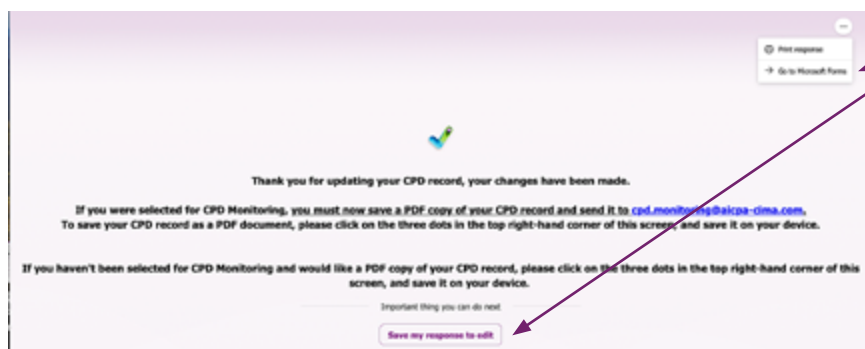 Print response
Go to Microsoft Forms
Thank you for updating your CPD record, your changes have been made.
If you were selected for CPD Monitoring, you must now save a PDF copy of your CPD record and send it to cpd.monitoring@aicpa-cima.com.
To save your CPD record as a PDF document, please click on the three dots in the top right-hand corner of this screen, and save it on your device.
If you haven't been selected for CPD Monitoring and would like a PDF copy of your CPD record, please click on the three dots in the top right-hand corner of this
screen, and save it on your device.
Important thing you can do next
Save my response to edit